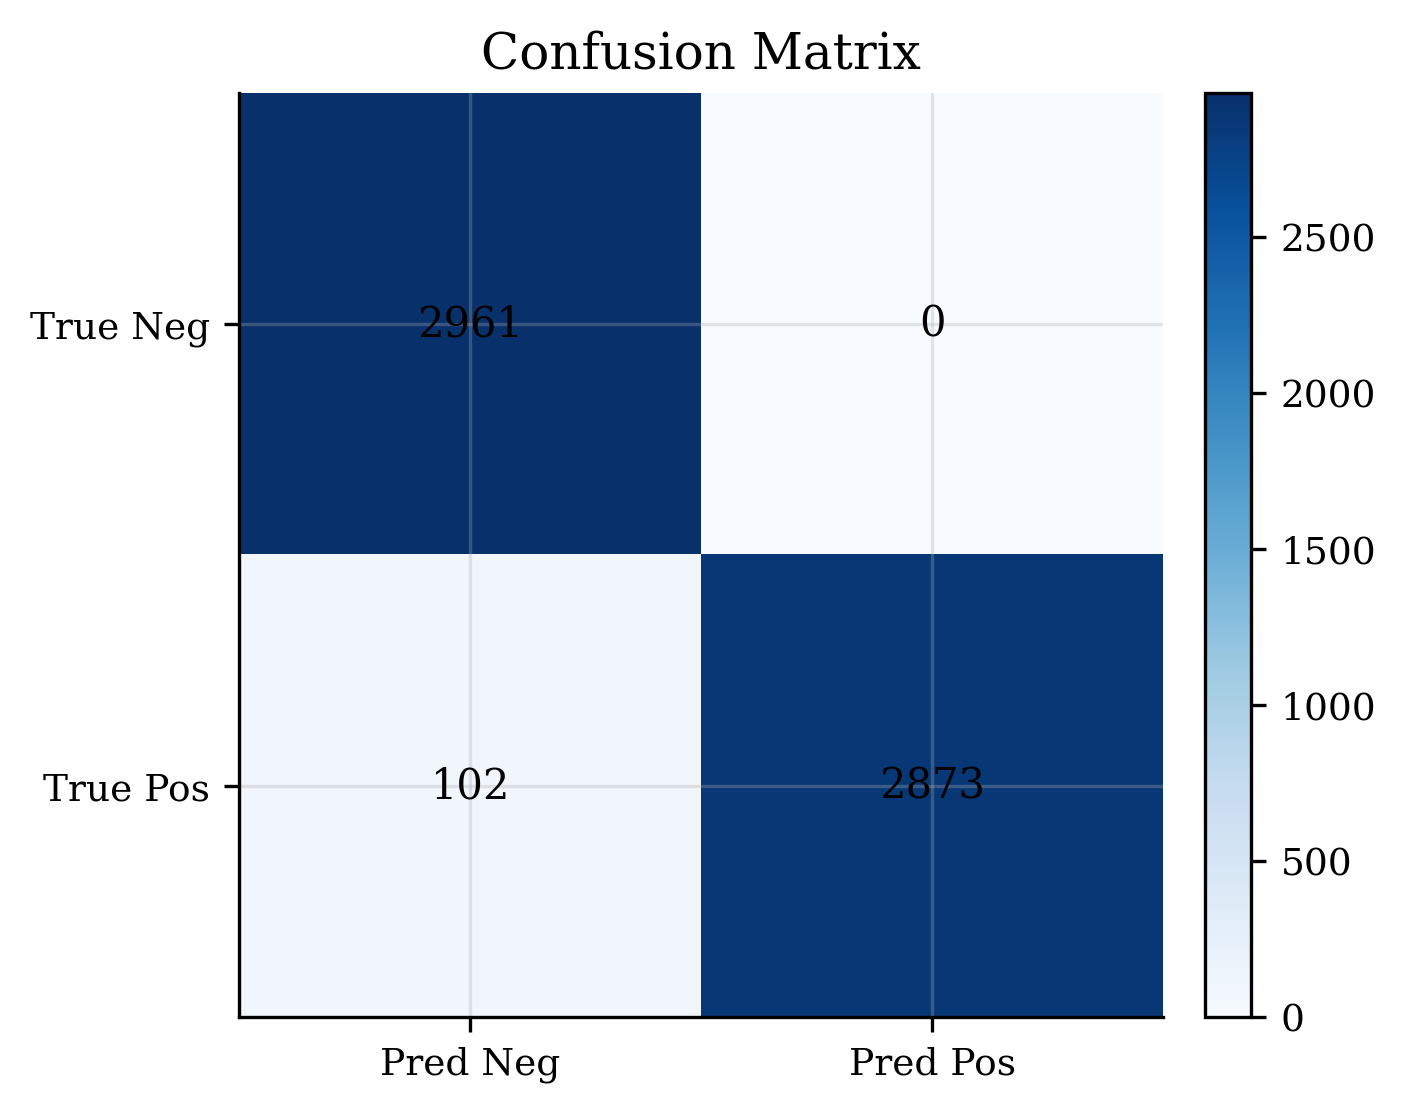 Confusion Matrix
True Neg
2961
0
2500
2000
1500
True Pos
102
2873
1000
500
0
Pred Neg
Pred Pos